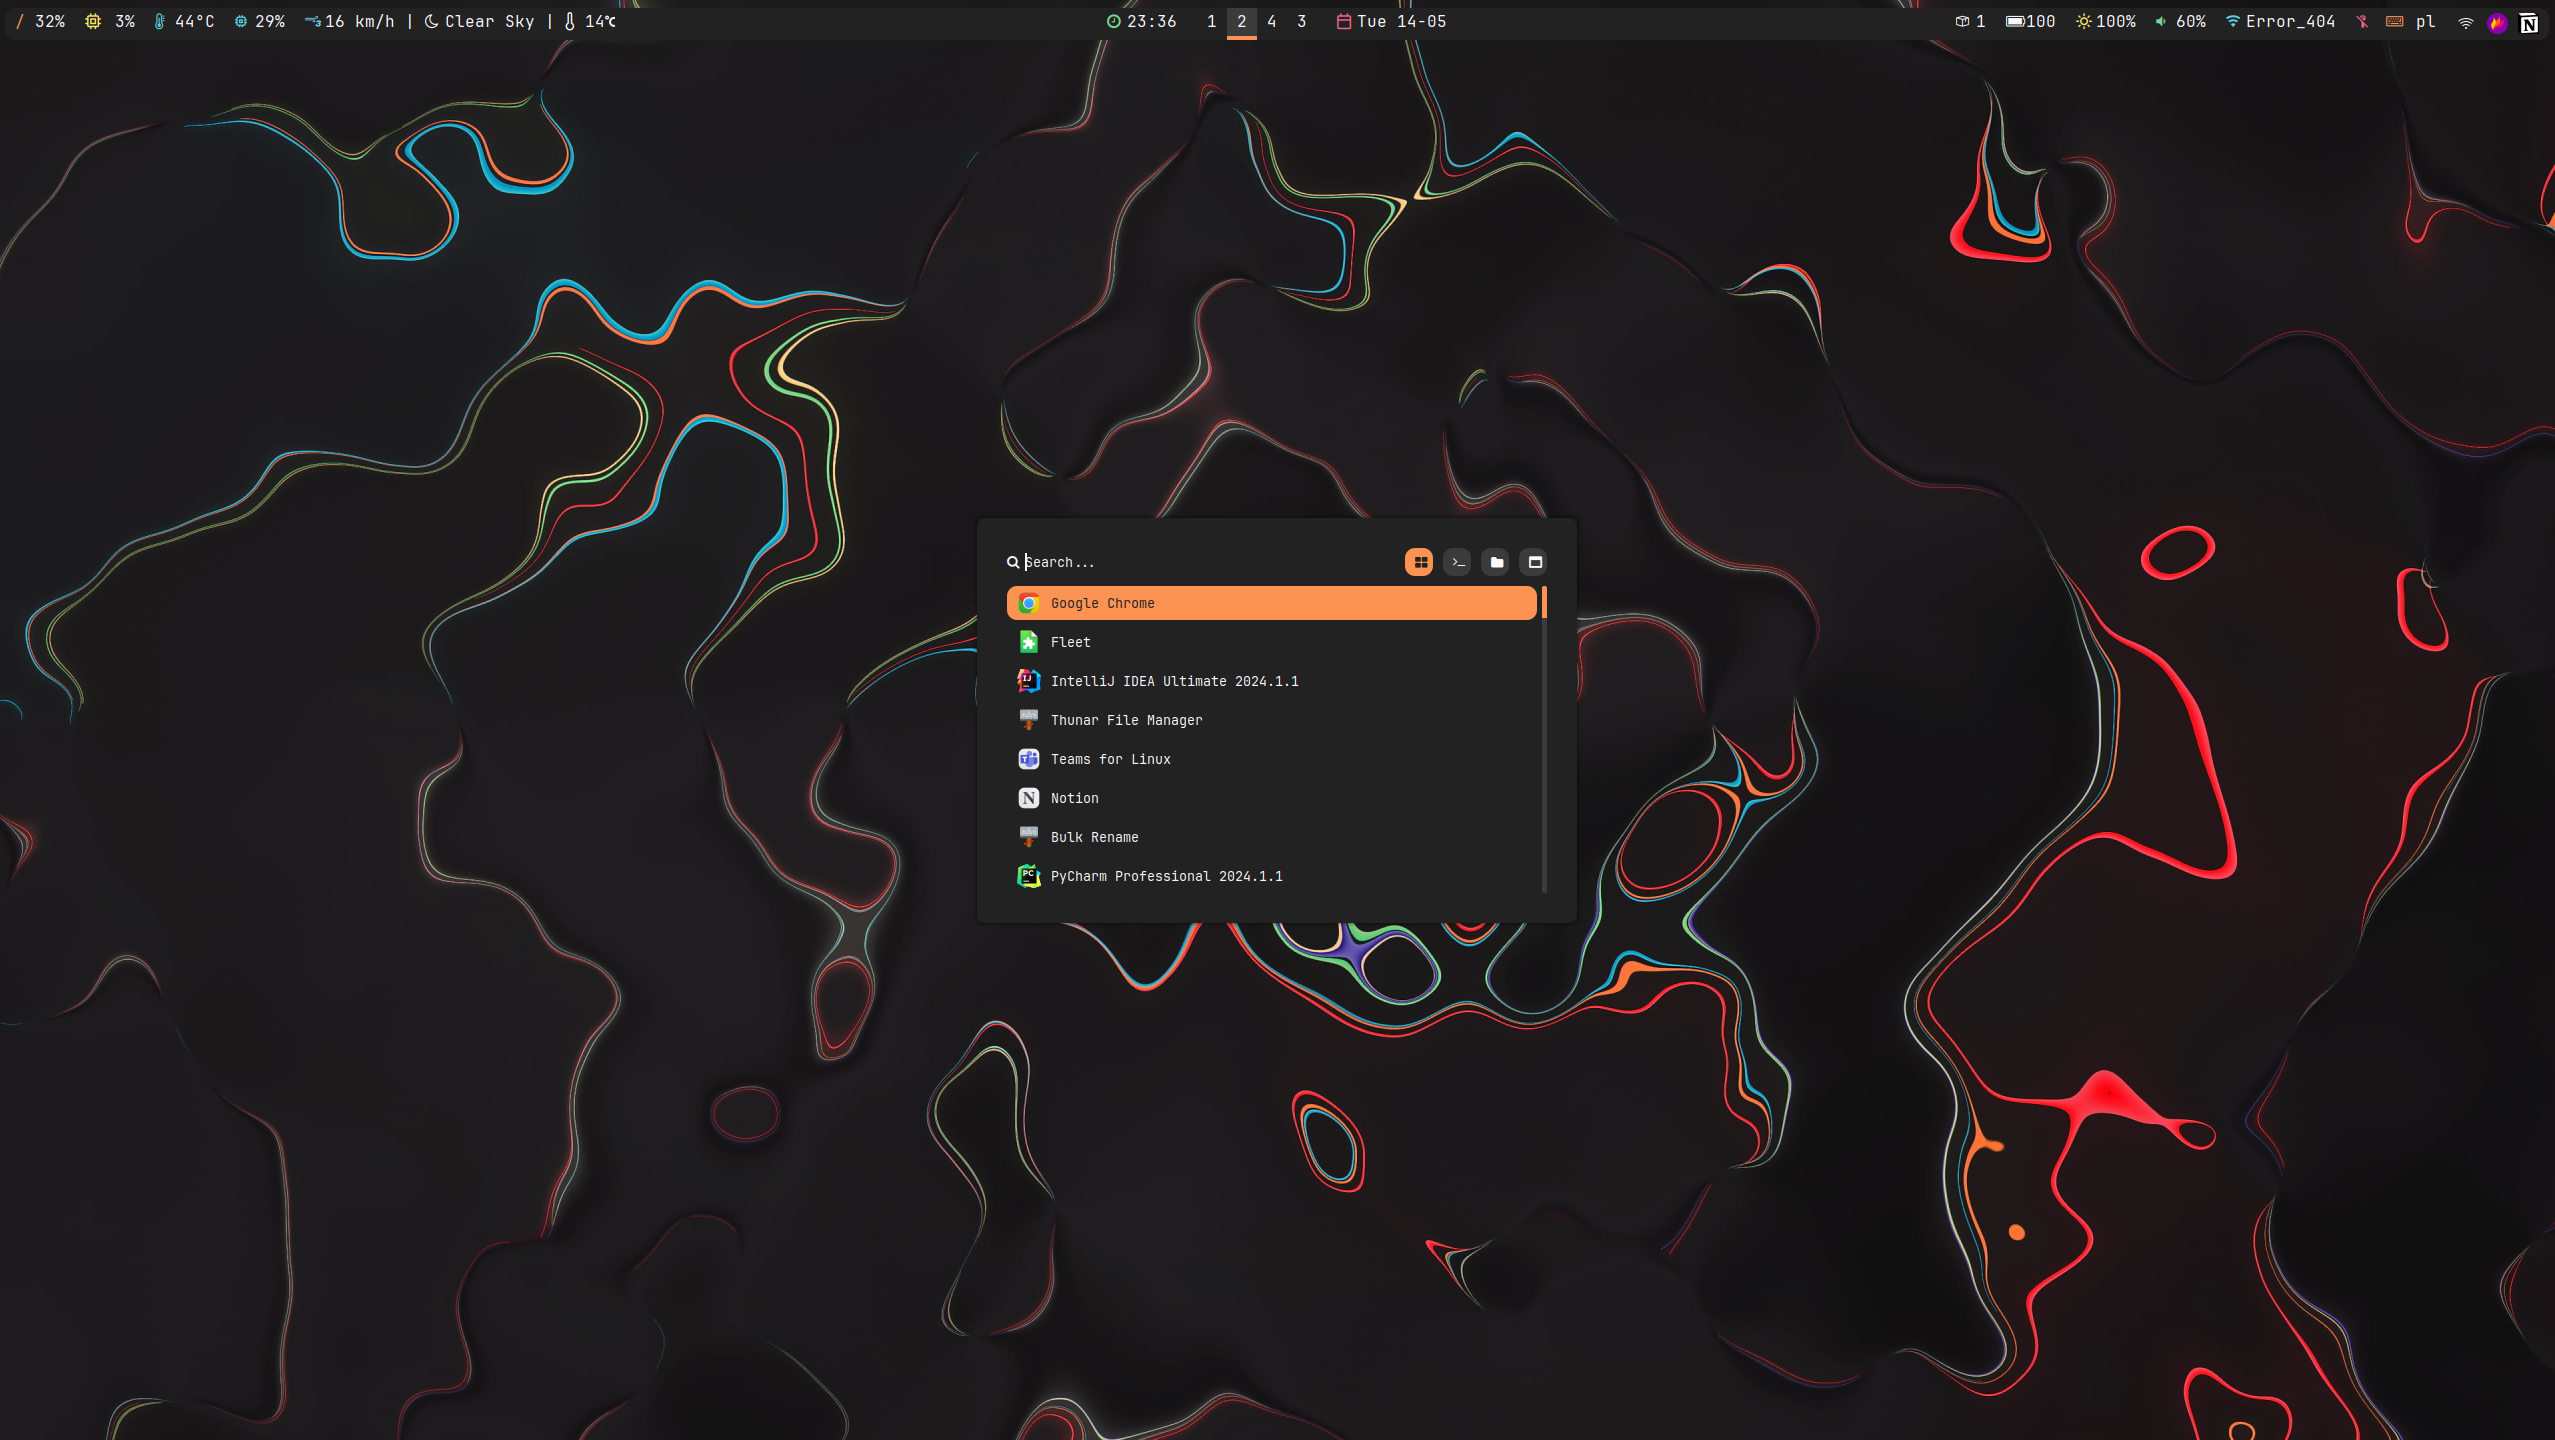 / 32% 3% 44°C 29% 16 km/h | Clear Sky | 14℃ 23:36 1 2 4 3 Tue 14-05 1 100 100% 60% Error_404 pl N
Search...
Google Chrome
Fleet
IJ IntelliJ IDEA Ultimate 2024.1.1
Thunar File Manager
T Teams for Linux
N Notion
Bulk Rename
PC PyCharm Professional 2024.1.1